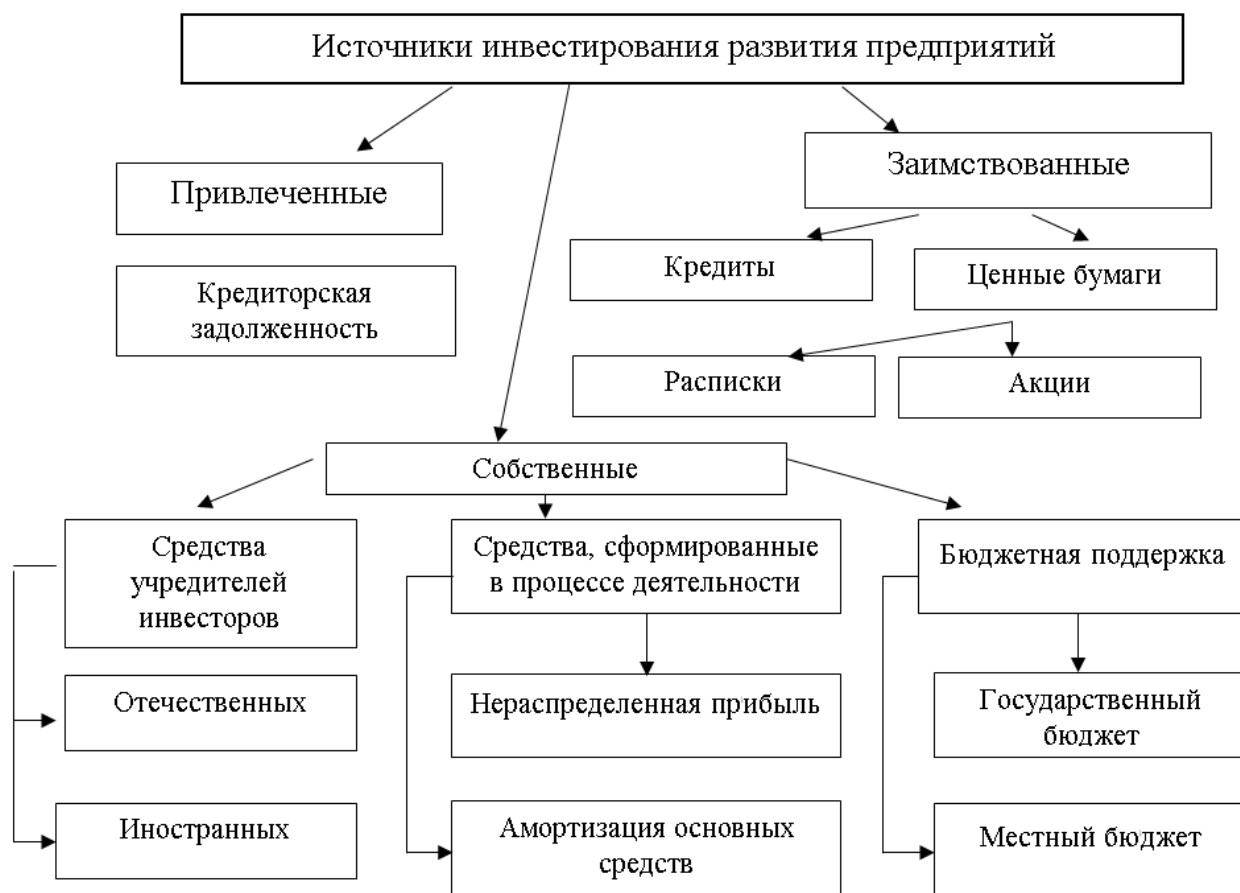 Источники инвестирования развития предприятий
Привлеченные
Заимствованные
Кредиторская
задолженность
Кредиты
Ценные бумаги
Расписки
Акции
Собственные
Средства
учредителей
инвесторов
Средства, сформированные
в процессе деятельности
Бюджетная поддержка
Отечественных
Нераспределенная прибыль
Государственный
бюджет
Иностранных
Амортизация основных
средств
Местный бюджет